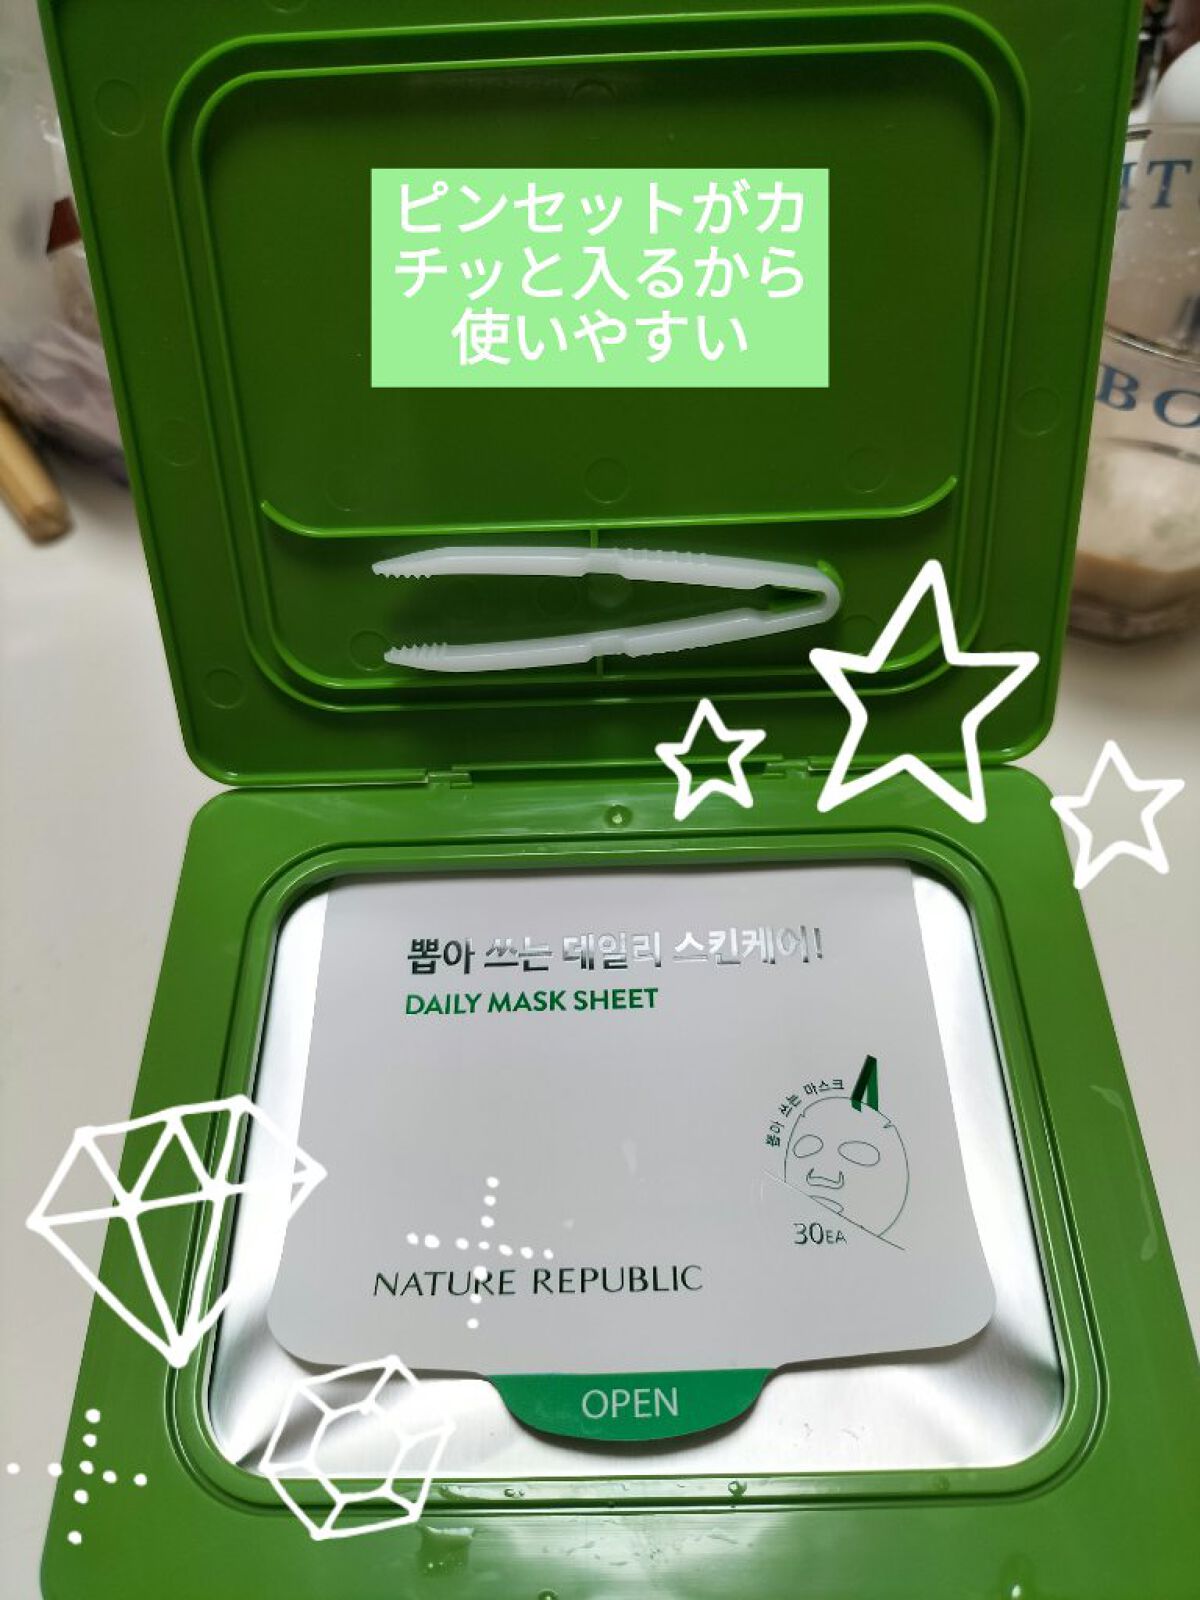 ピンセットがカ
チッと入るから
使いやすい
뽑아 쓰는 데일리 스킨케어!
DAILY MASK SHEET
뽑아 쓰는 마스크
30EA
NATURE REPUBLIC
OPEN